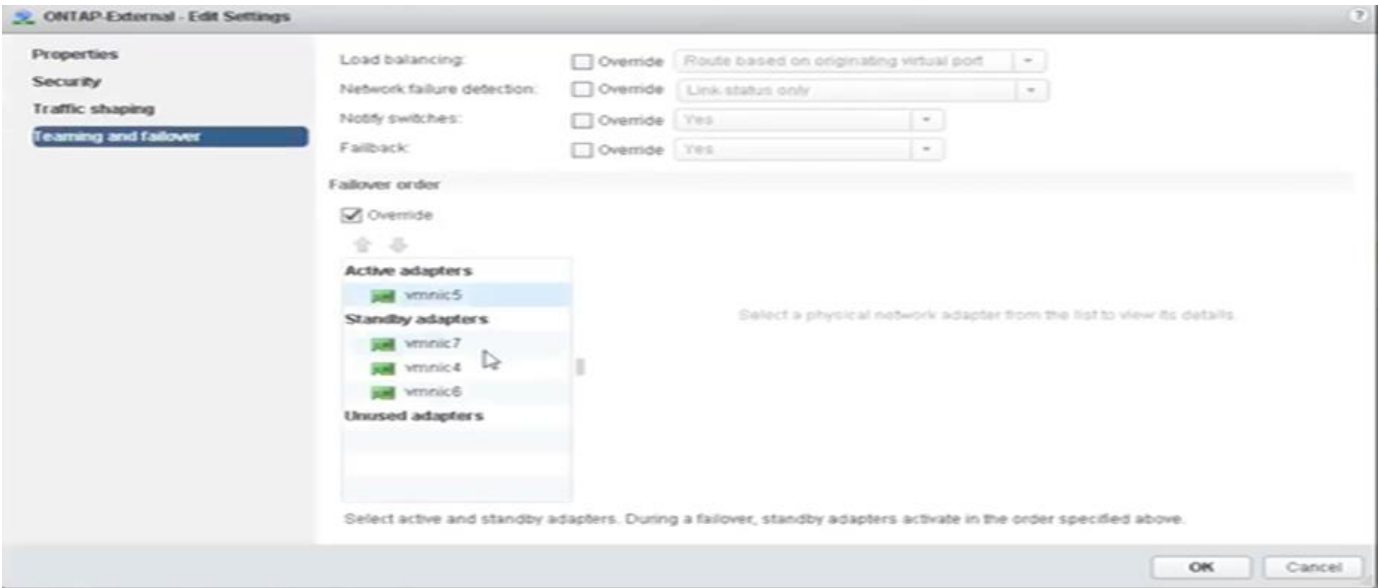 ONTAP-External - Edit Settings
?
Properties
Security
Traffic shaping
Teaming and failover
Load balancing: Override Route based on originating virtual port
Network failure detection: Override Link status only
Notify switches: Override Yes
Failback: Override Yes
Failover order
Override
Active adapters
vmnic5
Standby adapters
vmnic7
vmnic4
vmnic6
Unused adapters
Select a physical network adapter from the list to view its details.
Select active and standby adapters. During a failover, standby adapters activate in the order specified above.
OK Cancel